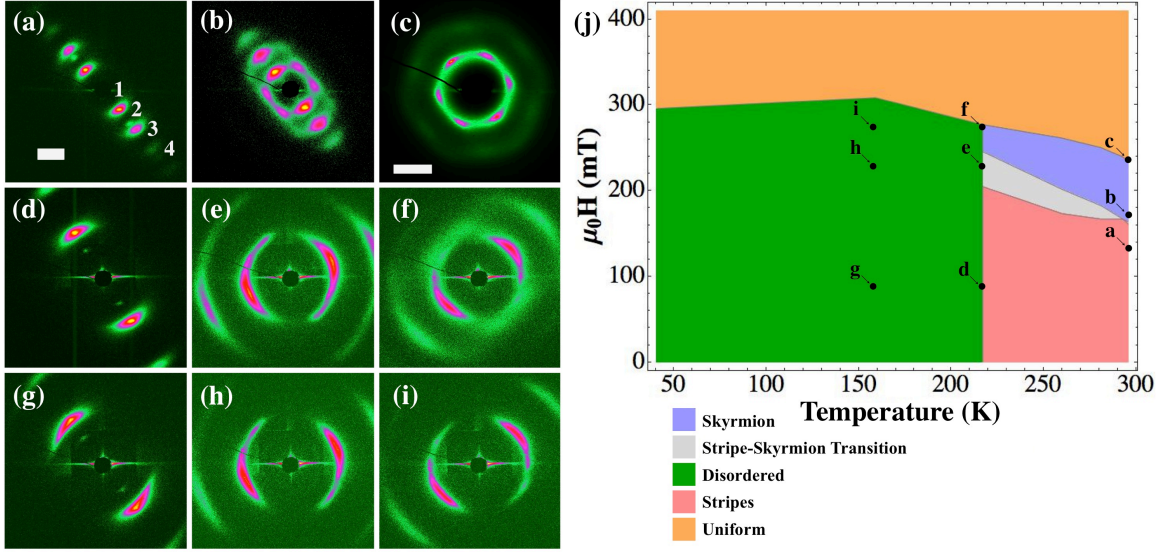 (a)
1
2
3
4
(b)
(c)
(d)
(e)
(f)
(g)
(h)
(i)
(j)
400
300
200
100
0
μ₀H (mT)
i
f
h
e
c
b
a
g
d
50
100
150
200
250
300
Temperature (K)
Skyrmion
Stripe-Skyrmion Transition
Disordered
Stripes
Uniform